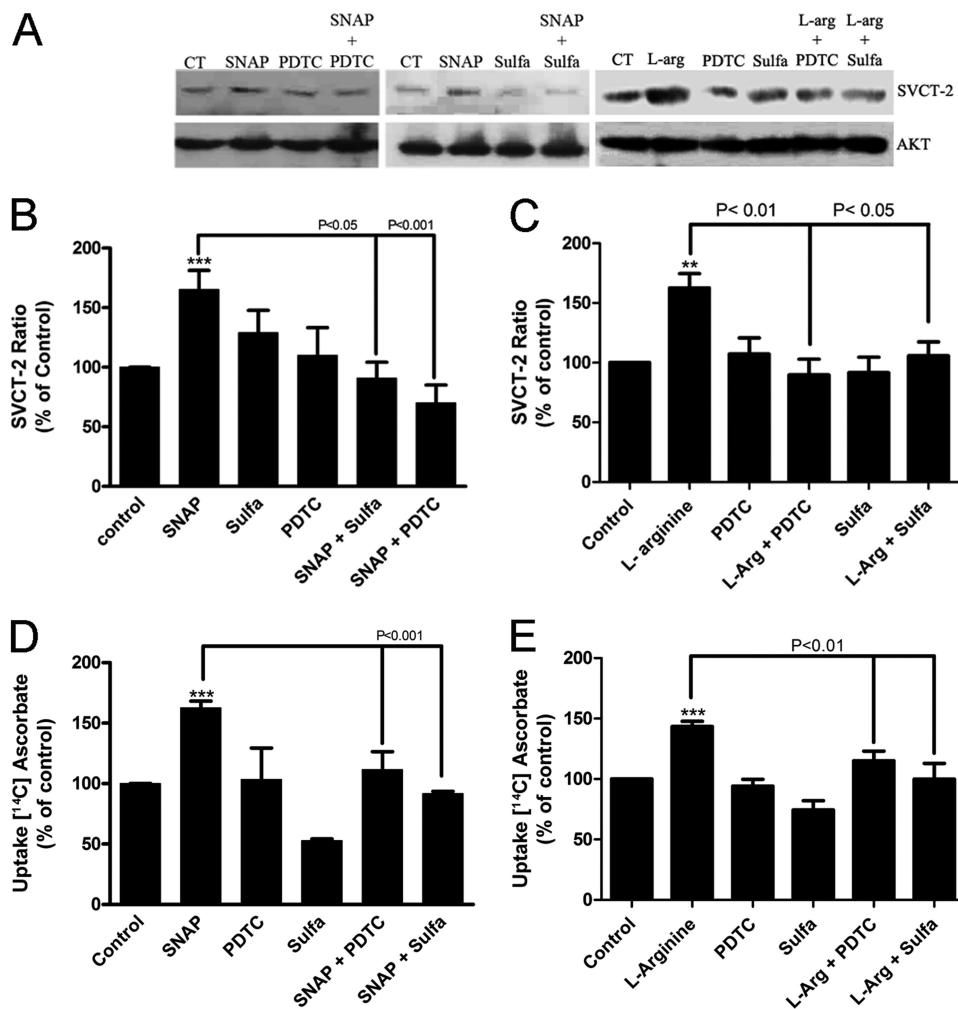 A
CT SNAP PDTC SNAP + PDTC
CT SNAP Sulfa SNAP + Sulfa
CT L-arg PDTC Sulfa L-arg + PDTC L-arg + Sulfa
SVCT-2
AKT
B
P<0.05 P<0.001
***
SVCT-2 Ratio
(% of Control)
200
150
100
50
0
control
SNAP
Sulfa
PDTC
SNAP + Sulfa
SNAP + PDTC
C
P< 0.01 P< 0.05
**
SVCT-2 Ratio
(% of control)
200
150
100
50
0
Control
L- arginine
PDTC
L-Arg + PDTC
Sulfa
L-Arg + Sulfa
D
P<0.001
***
Uptake [¹⁴C] Ascorbate
(% of control)
200
150
100
50
0
Control
SNAP
PDTC
Sulfa
SNAP + PDTC
SNAP + Sulfa
E
P<0.01
***
Uptake [¹⁴C] Ascorbate
(% of control)
200
150
100
50
0
Control
L-Arginine
PDTC
Sulfa
L-Arg + PDTC
L-Arg + Sulfa